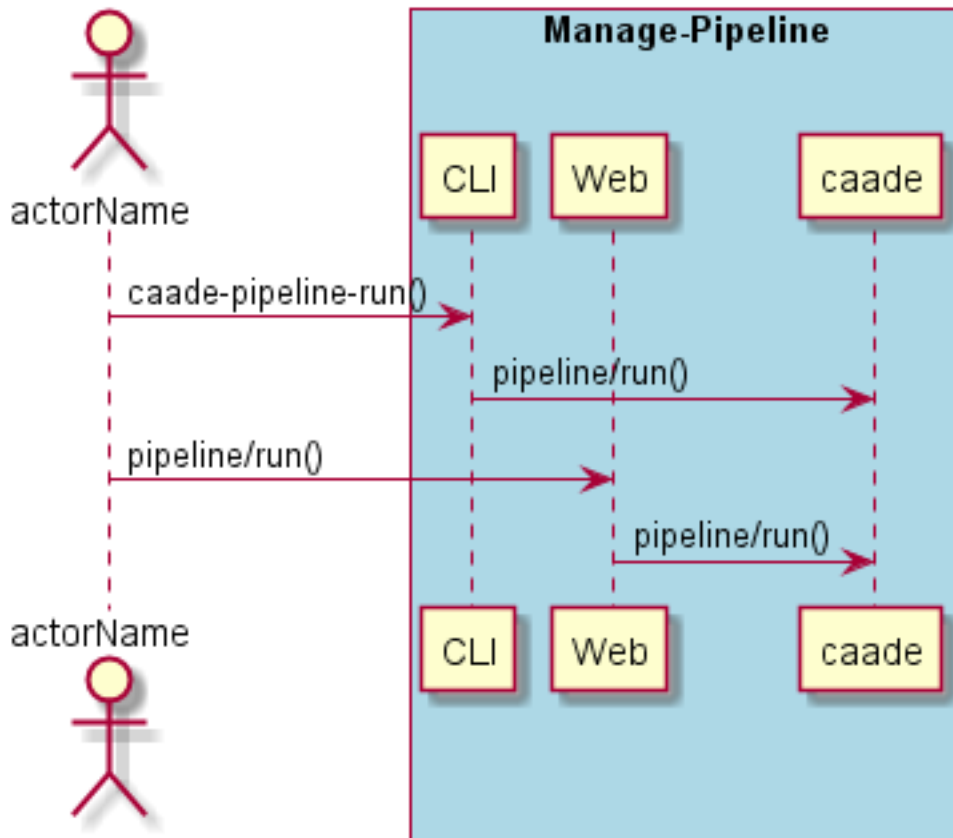 Manage-Pipeline
actorName
CLI
Web
caade
caade-pipeline-run()
pipeline/run()
pipeline/run()
pipeline/run()
actorName
CLI
Web
caade